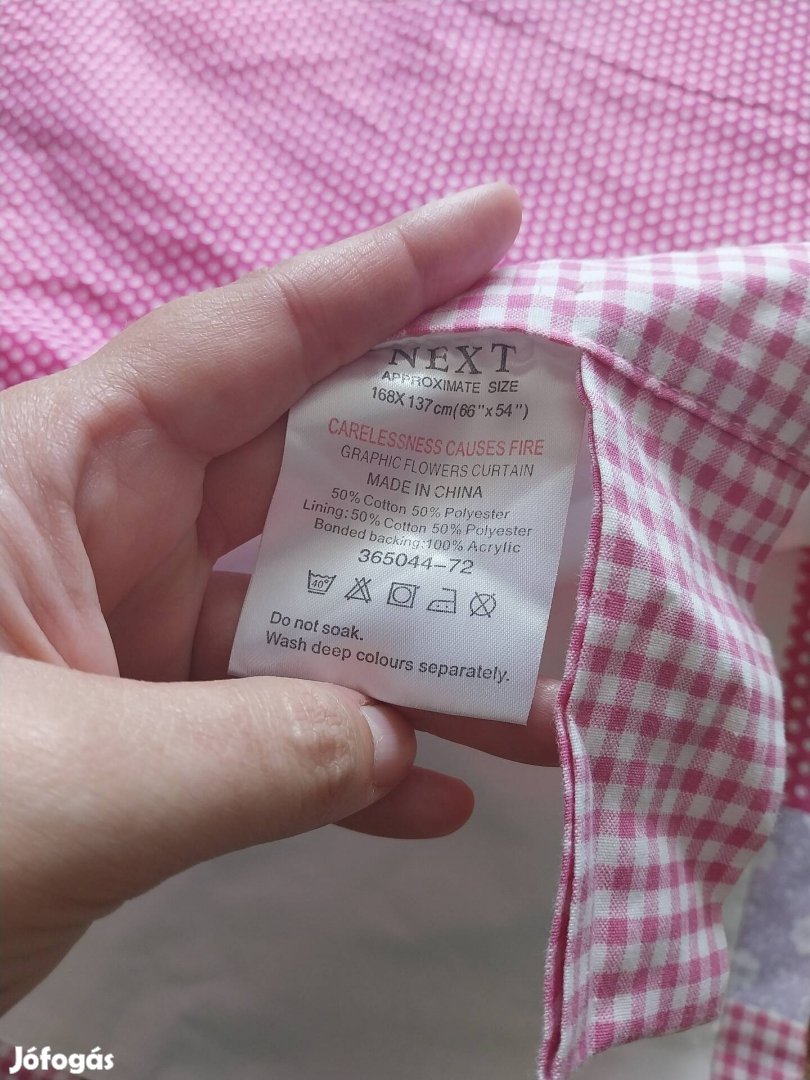 NEXT
APPROXIMATE SIZE
168X137cm(66"x54")
CARELESSNESS CAUSES FIRE
GRAPHIC FLOWERS CURTAIN
MADE IN CHINA
50% Cotton 50% Polyester
Lining:50% Cotton 50% Polyester
Bonded backing:100% Acrylic
365044-72
40°
Do not soak.
Wash deep colours separately.
Jófogás